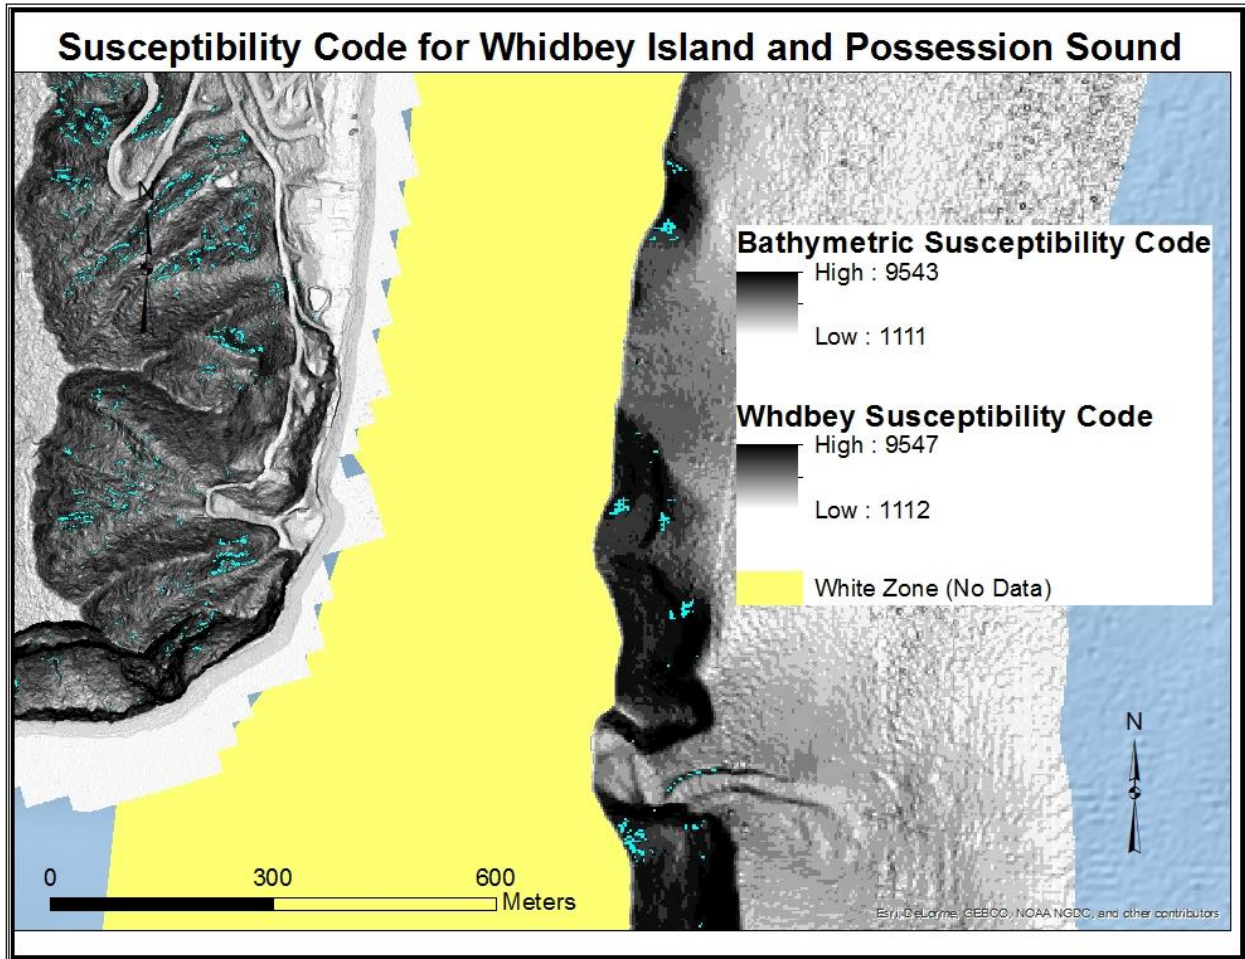 Susceptibility Code for Whidbey Island and Possession Sound
N
Bathymetric Susceptibility Code
High : 9543
Low : 1111
Whdbey Susceptibility Code
High : 9547
Low : 1112
White Zone (No Data)
N
0 300 600
Meters
Esri, DeLorme, GEBCO, NOAA NGDC, and other contributors